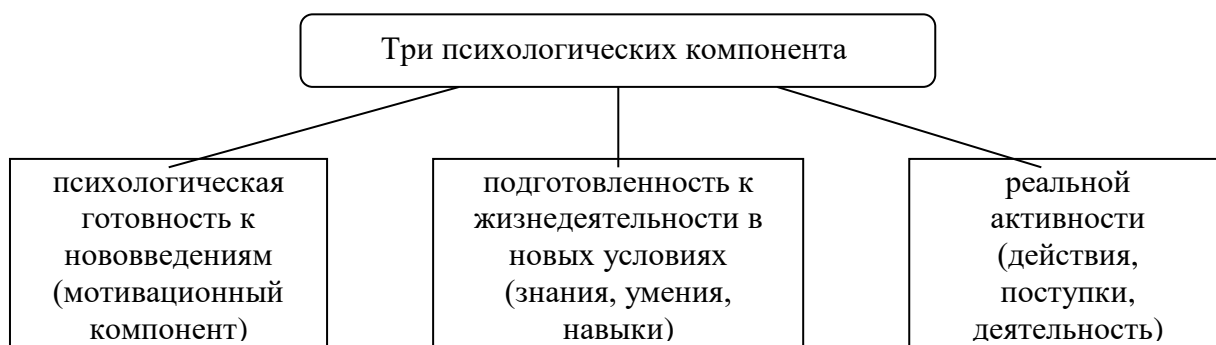 Три психологических компонента
психологическая
готовность к
нововведениям
(мотивационный
компонент)
подготовленность к
жизнедеятельности в
новых условиях
(знания, умения,
навыки)
реальной
активности
(действия,
поступки,
деятельность)